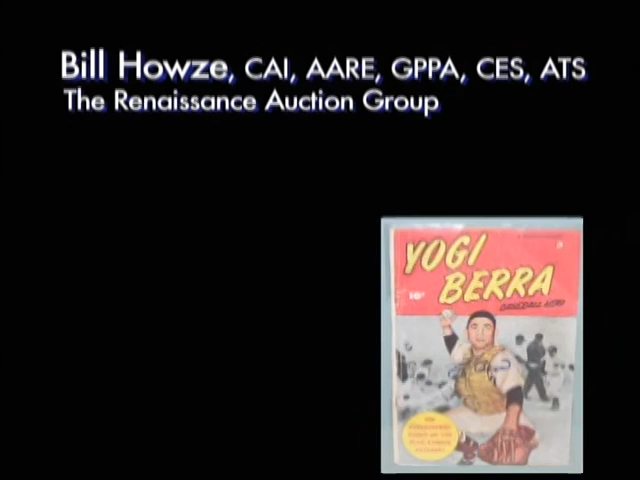 Bill Howze, CAI, AARE, GPPA, CES, ATS
The Renaissance Auction Group
YOGI
BERRA
10¢
BASEBALL HERO